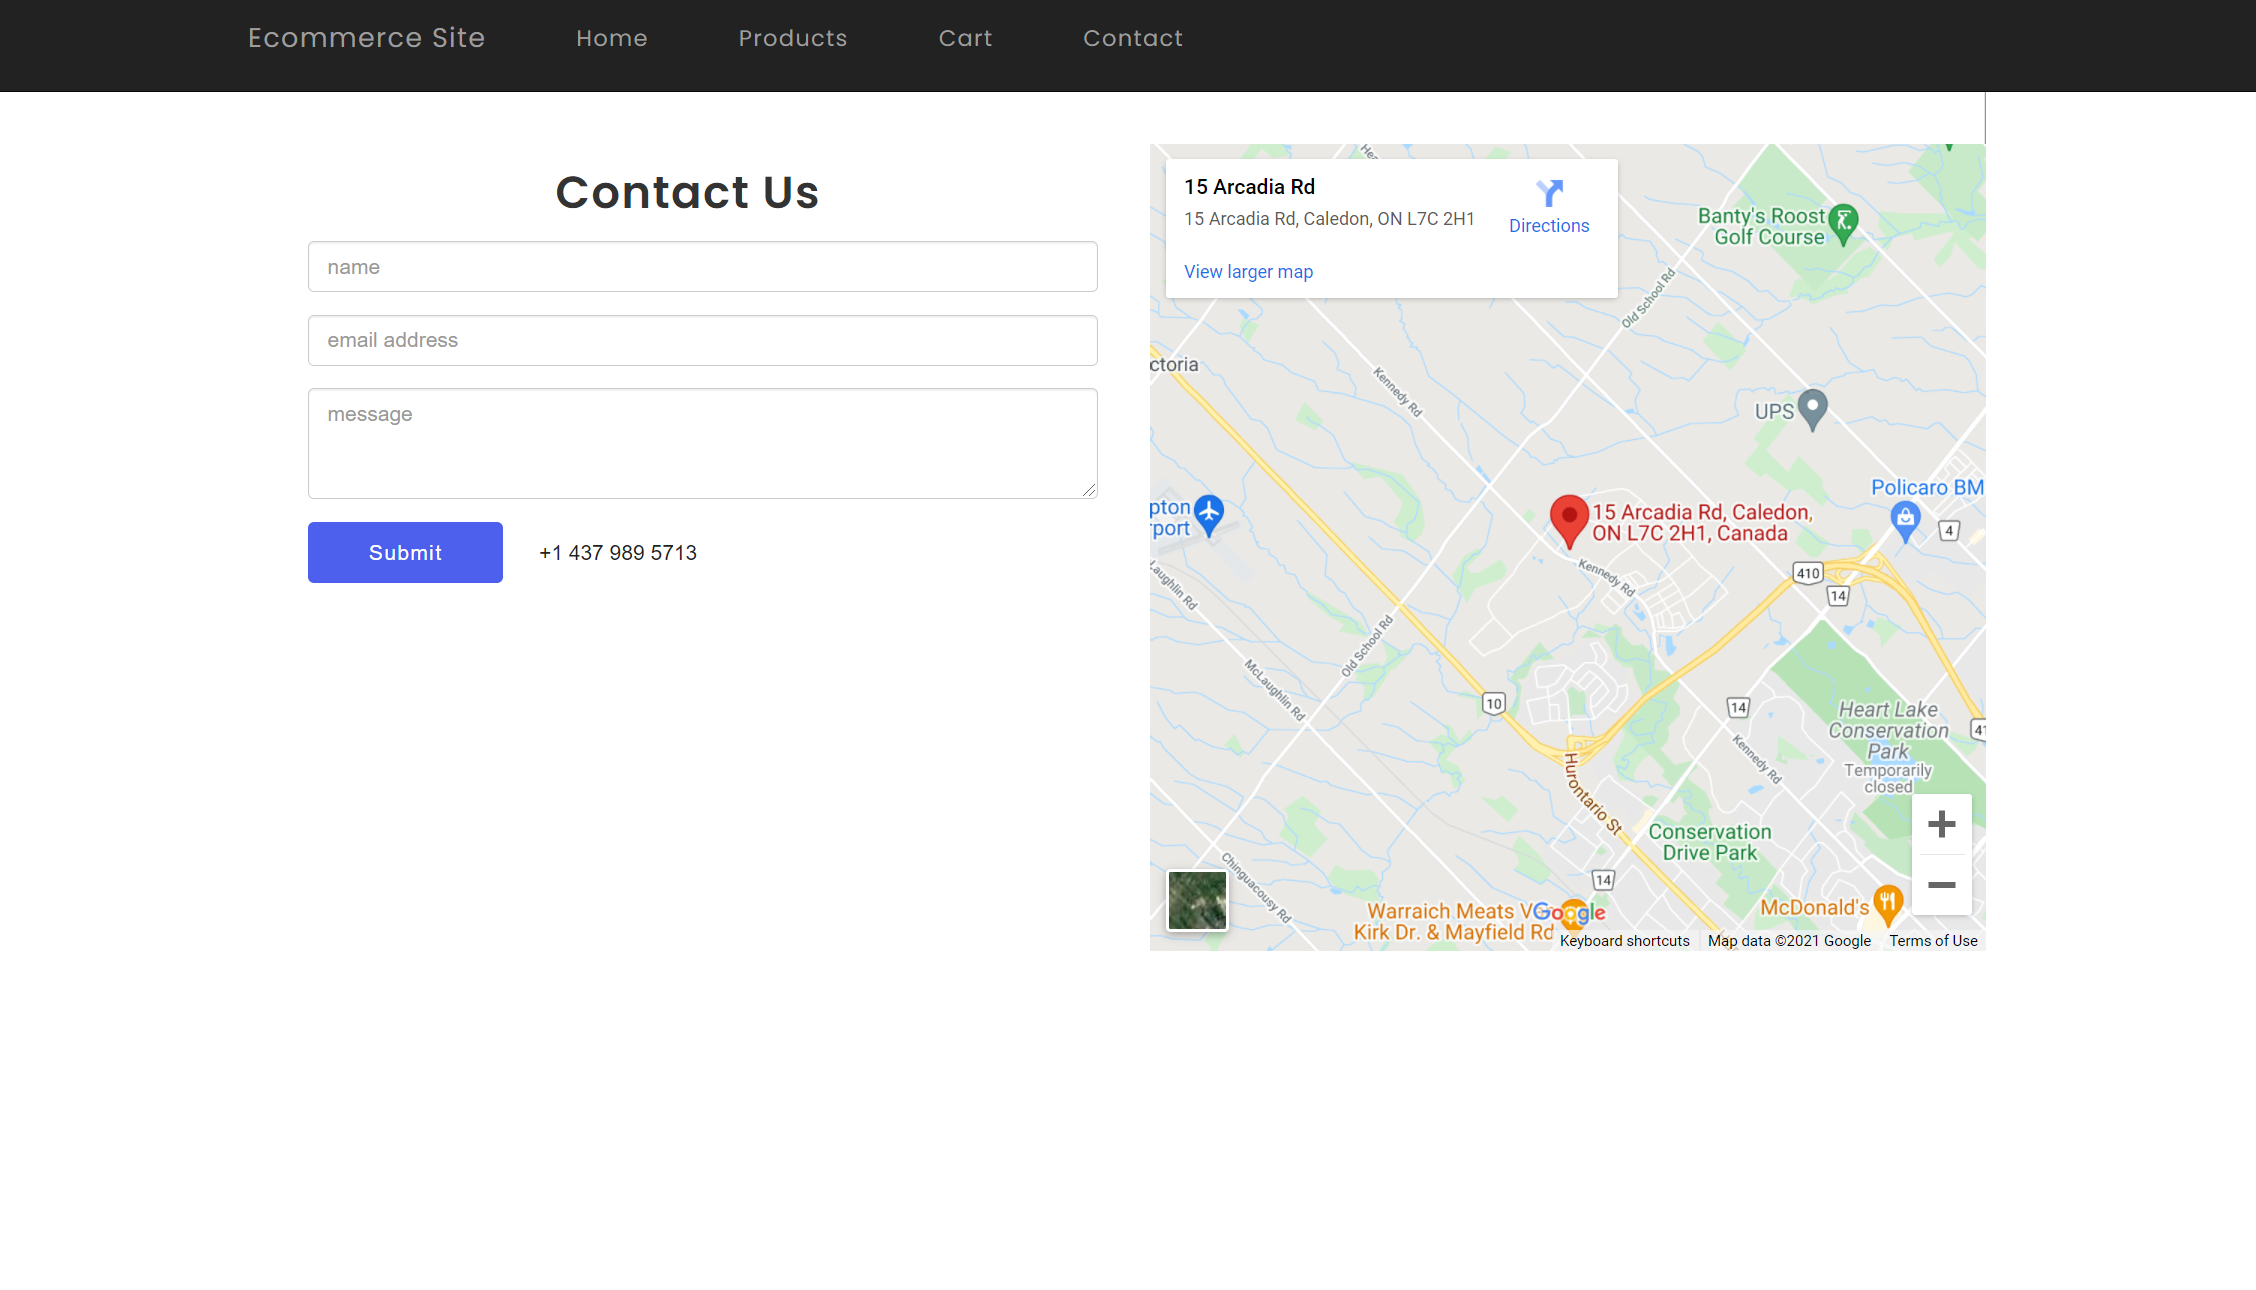 Ecommerce Site Home Products Cart Contact
Contact Us
name
email address
message
Submit +1 437 989 5713
15 Arcadia Rd
15 Arcadia Rd, Caledon, ON L7C 2H1
Directions
View larger map
Banty's Roost
Golf Course
Old School Rd
ctoria
Kennedy Rd
UPS
Policaro BM
pton
rport
15 Arcadia Rd, Caledon,
ON L7C 2H1, Canada
4
Kennedy Rd
410
14
Laughlin Rd
Old School Rd
McLaughlin Rd
10
14
Heart Lake
Conservation
Park
Temporarily
closed
41
Kennedy Rd
Hurontario St
Conservation
Drive Park
+
−
Chinguacousy Rd
14
Warraich Meats V
Kirk Dr. & Mayfield Rd
Google
McDonald's
Keyboard shortcuts Map data ©2021 Google Terms of Use